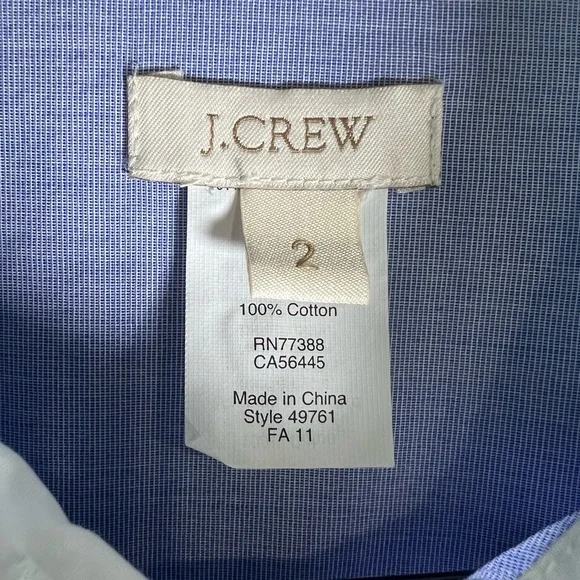 J.CREW
2
100% Cotton
RN77388
CA56445
Made in China
Style 49761
FA 11